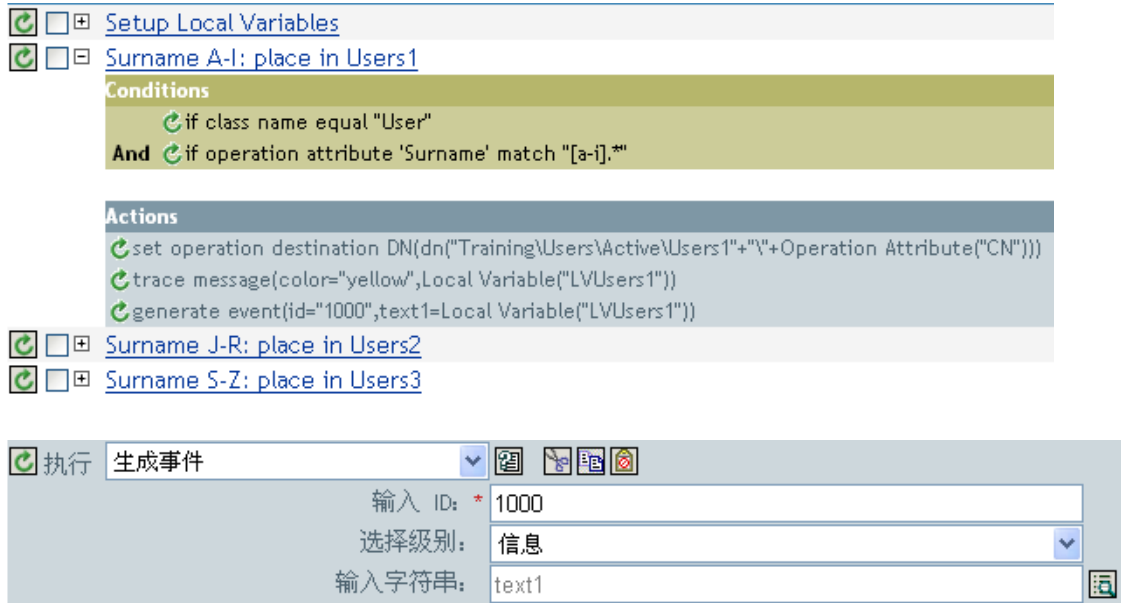 Setup Local Variables
Surname A-I: place in Users1
Conditions
if class name equal "User"
And if operation attribute 'Surname' match "[a-i].*"
Actions
set operation destination DN(dn("Training\Users\Active\Users1"+"\"+Operation Attribute("CN")))
trace message(color="yellow",Local Variable("LVUsers1"))
generate event(id="1000",text1=Local Variable("LVUsers1"))
Surname J-R: place in Users2
Surname S-Z: place in Users3
执行 生成事件
输入 ID: * 1000
选择级别: 信息
输入字符串: text1